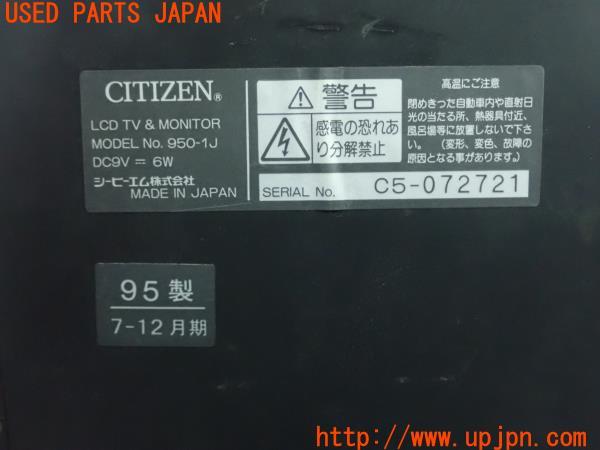 USED PARTS JAPAN
CITIZEN®
LCD TV & MONITOR
MODEL No. 950-1J
DC9V ⎓ 6W
シービーエム株式会社
MADE IN JAPAN
警告
感電の恐れあ
り分解禁止
高温にご注意
閉めきった自動車内や直射日
光の当たる所、熱器具付近、
風呂場等に放置しないで下さ
い。（変形、変色、故障の
原因となる事があります。）
SERIAL No. C5-072721
95製
7-12月期
http://www.upjpn.com/